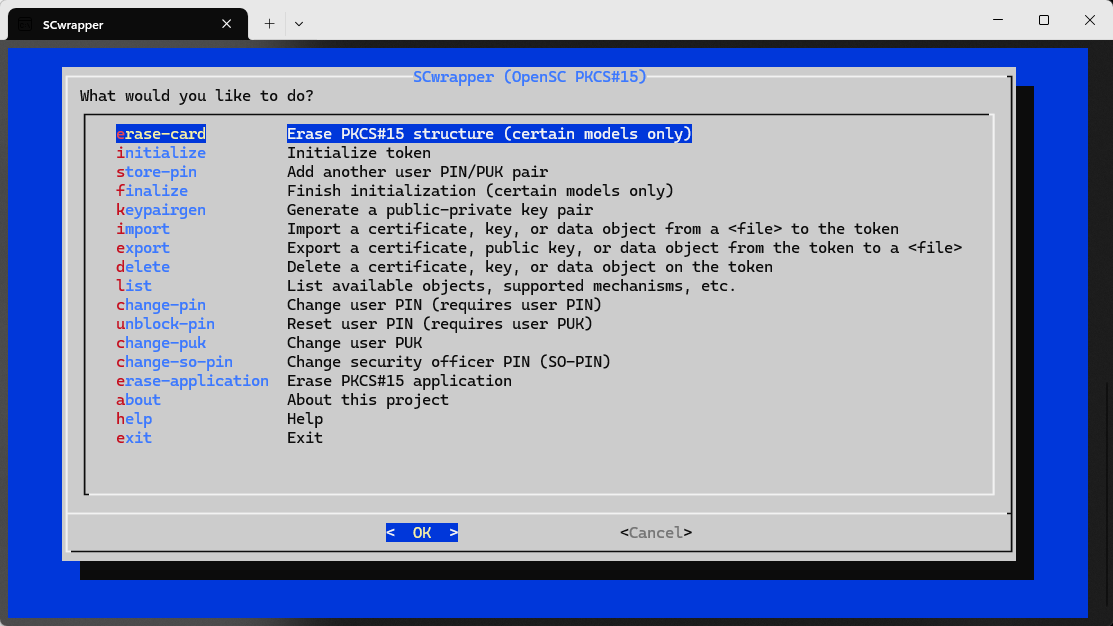 SCwrapper
SCwrapper (OpenSC PKCS#15)
What would you like to do?
erase-card Erase PKCS#15 structure (certain models only)
initialize Initialize token
store-pin Add another user PIN/PUK pair
finalize Finish initialization (certain models only)
keypairgen Generate a public-private key pair
import Import a certificate, key, or data object from a <file> to the token
export Export a certificate, public key, or data object from the token to a <file>
delete Delete a certificate, key, or data object on the token
list List available objects, supported mechanisms, etc.
change-pin Change user PIN (requires user PIN)
unblock-pin Reset user PIN (requires user PUK)
change-puk Change user PUK
change-so-pin Change security officer PIN (SO-PIN)
erase-application Erase PKCS#15 application
about About this project
help Help
exit Exit
< OK > <Cancel>